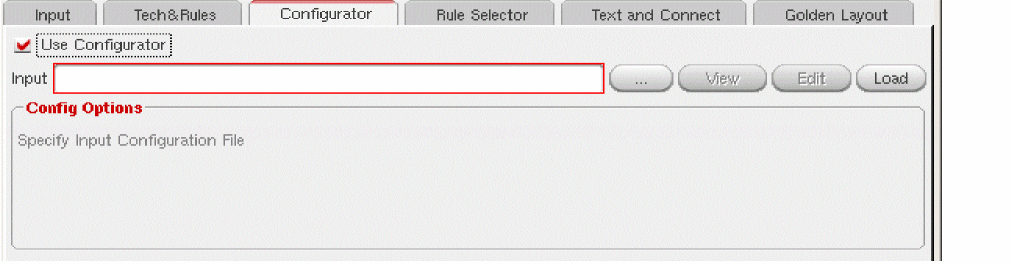 Input Tech&Rules Configurator Rule Selector Text and Connect Golden Layout
Use Configurator
Input ... View Edit Load
Config Options
Specify Input Configuration File